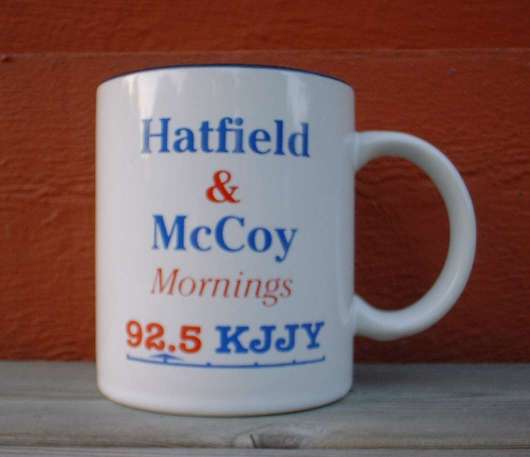 Hatfield
&
McCoy
Mornings
92.5 KJJY